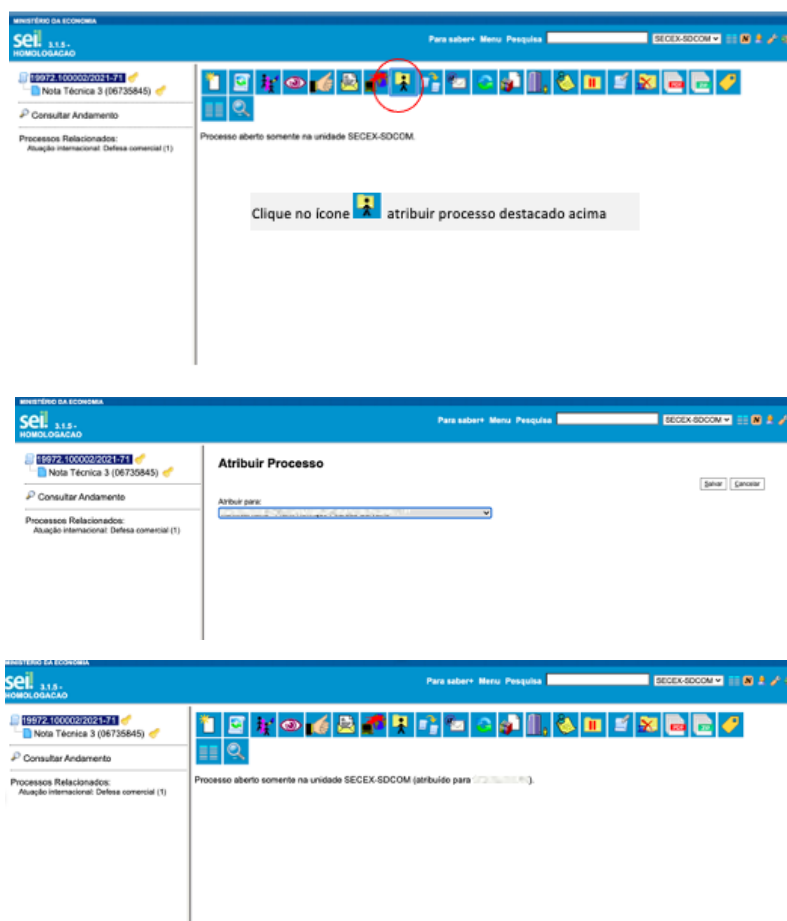 MINISTÉRIO DA ECONOMIA
sei! 3.1.5-
HOMOLOGACAO
Para saber+ Menu Pesquisa SECEX-SDCOM
19972.100002/2021-71
Nota Técnica 3 (06735845)
Consultar Andamento
Processos Relacionados:
Atuação internacional: Defesa comercial (1)
Processo aberto somente na unidade SECEX-SDCOM.
Clique no ícone atribuir processo destacado acima
MINISTÉRIO DA ECONOMIA
sei! 3.1.5-
HOMOLOGACAO
Para saber+ Menu Pesquisa SECEX-SDCOM
19972.100002/2021-71
Nota Técnica 3 (06735845)
Consultar Andamento
Processos Relacionados:
Atuação internacional: Defesa comercial (1)
Atribuir Processo
Salvar Cancelar
Atribuir para:
MINISTÉRIO DA ECONOMIA
sei! 3.1.5-
HOMOLOGACAO
Para saber+ Menu Pesquisa SECEX-SDCOM
19972.100002/2021-71
Nota Técnica 3 (06735845)
Consultar Andamento
Processos Relacionados:
Atuação internacional: Defesa comercial (1)
Processo aberto somente na unidade SECEX-SDCOM (atribuído para ).